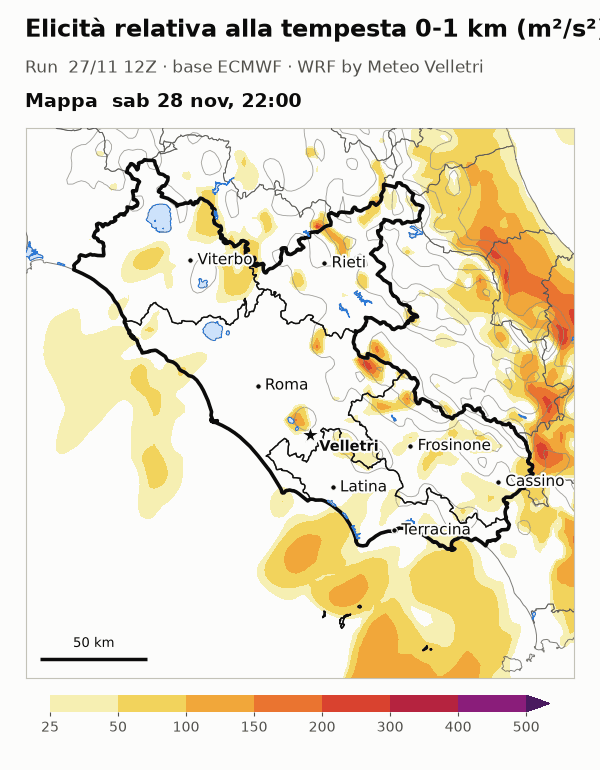 Elicità relativa alla tempesta 0-1 km (m²/s²)
Run 27/11 12Z · base ECMWF · WRF by Meteo Velletri
Mappa sab 28 nov, 22:00
Viterbo
Rieti
Roma
Velletri
Frosinone
Cassino
Latina
Terracina
50 km
25 50 100 150 200 300 400 500